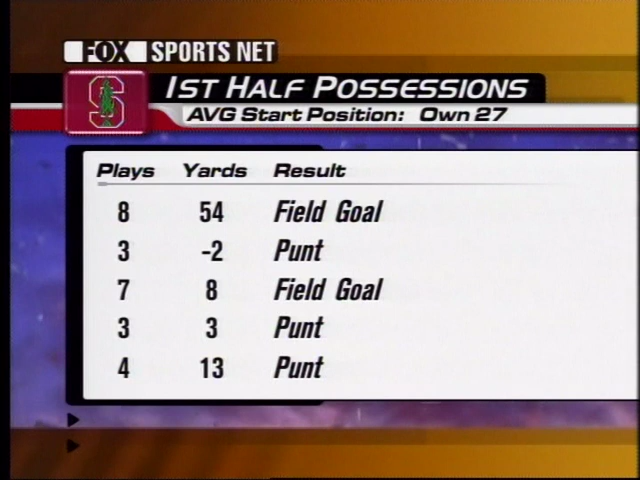 FOX SPORTS NET
1ST HALF POSSESSIONS
AVG Start Position: Own 27
Plays Yards Result
8 54 Field Goal
3 -2 Punt
7 8 Field Goal
3 3 Punt
4 13 Punt